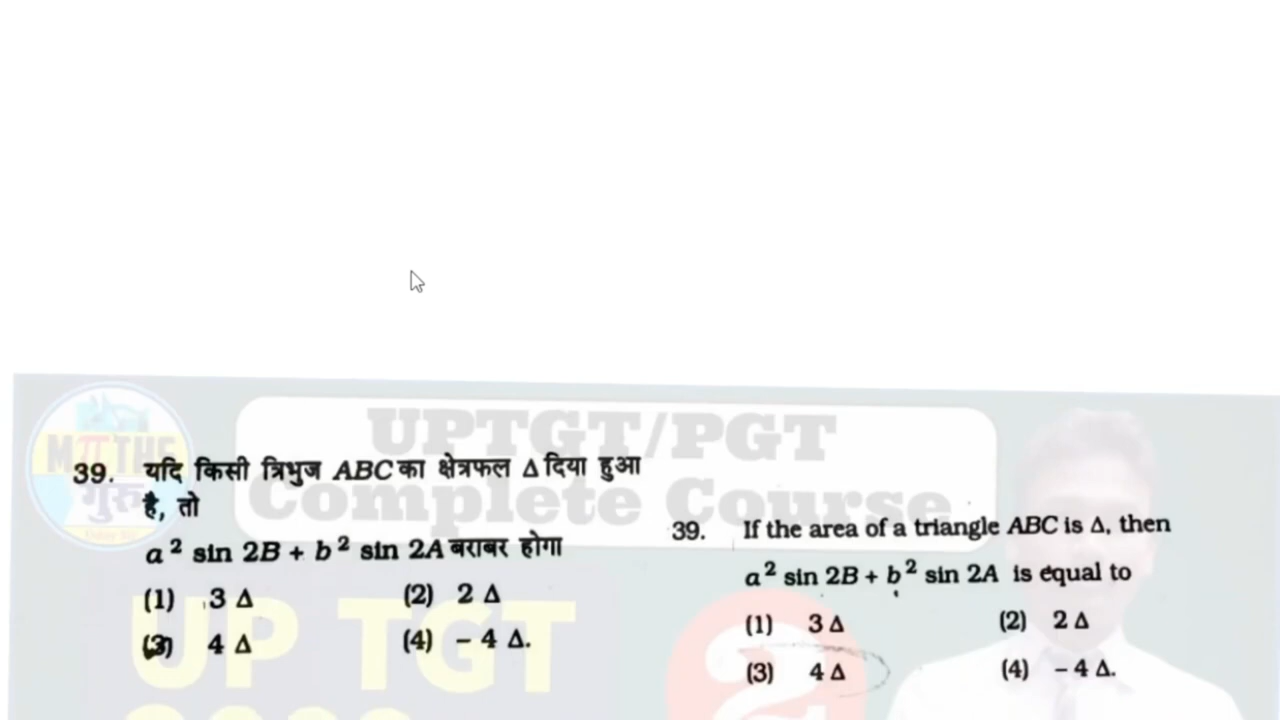 UPTGT/PGT
Complete Course
MπTHE
गुरु
39. यदि किसी त्रिभुज ABC का क्षेत्रफल Δ दिया हुआ
है, तो
a² sin 2B + b² sin 2A बराबर होगा
(1) 3 Δ (2) 2 Δ
(3) 4 Δ (4) – 4 Δ.
39. If the area of a triangle ABC is Δ, then
a² sin 2B + b² sin 2A is equal to
(1) 3 Δ (2) 2 Δ
(3) 4 Δ (4) – 4 Δ.
UP TGT